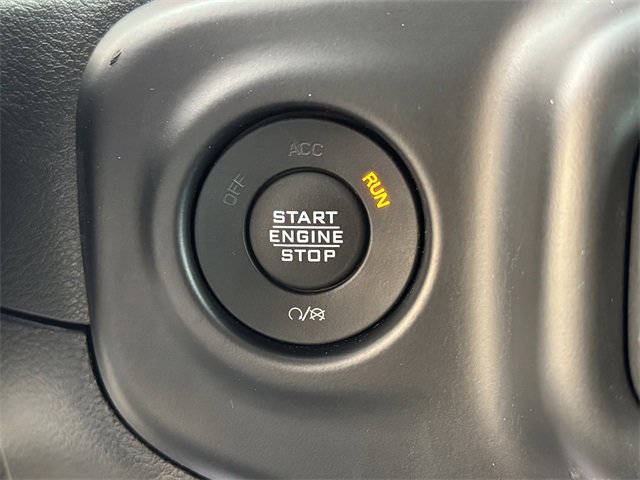 ACC
OFF
RUN
START
ENGINE
STOP